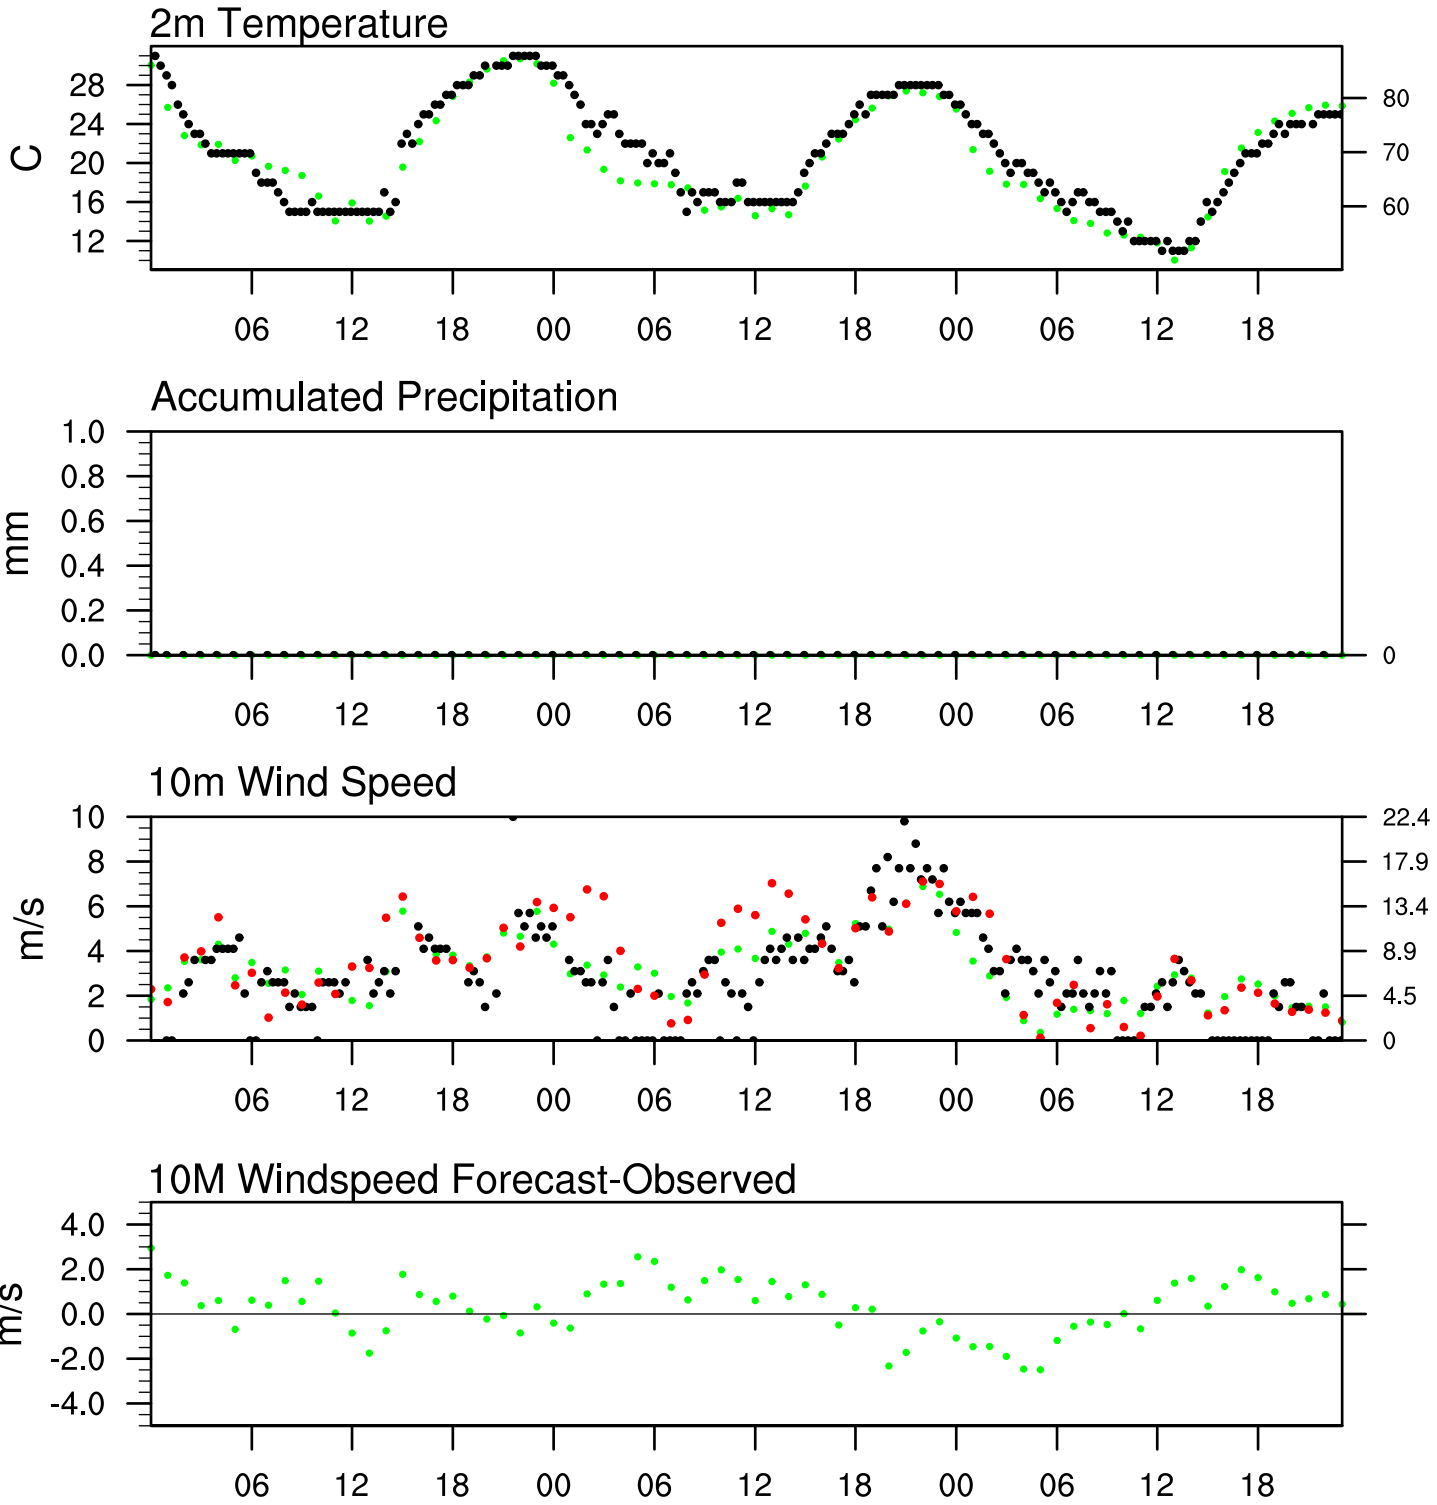 2m Temperature
28
24
20
16
12
C
80
70
60
06 12 18 00 06 12 18 00 06 12 18
Accumulated Precipitation
1.0
0.8
0.6
0.4
0.2
0.0
mm
0
06 12 18 00 06 12 18 00 06 12 18
10m Wind Speed
10
8
6
4
2
0
m/s
22.4
17.9
13.4
8.9
4.5
0
06 12 18 00 06 12 18 00 06 12 18
10M Windspeed Forecast-Observed
4.0
2.0
0.0
-2.0
-4.0
m/s
06 12 18 00 06 12 18 00 06 12 18